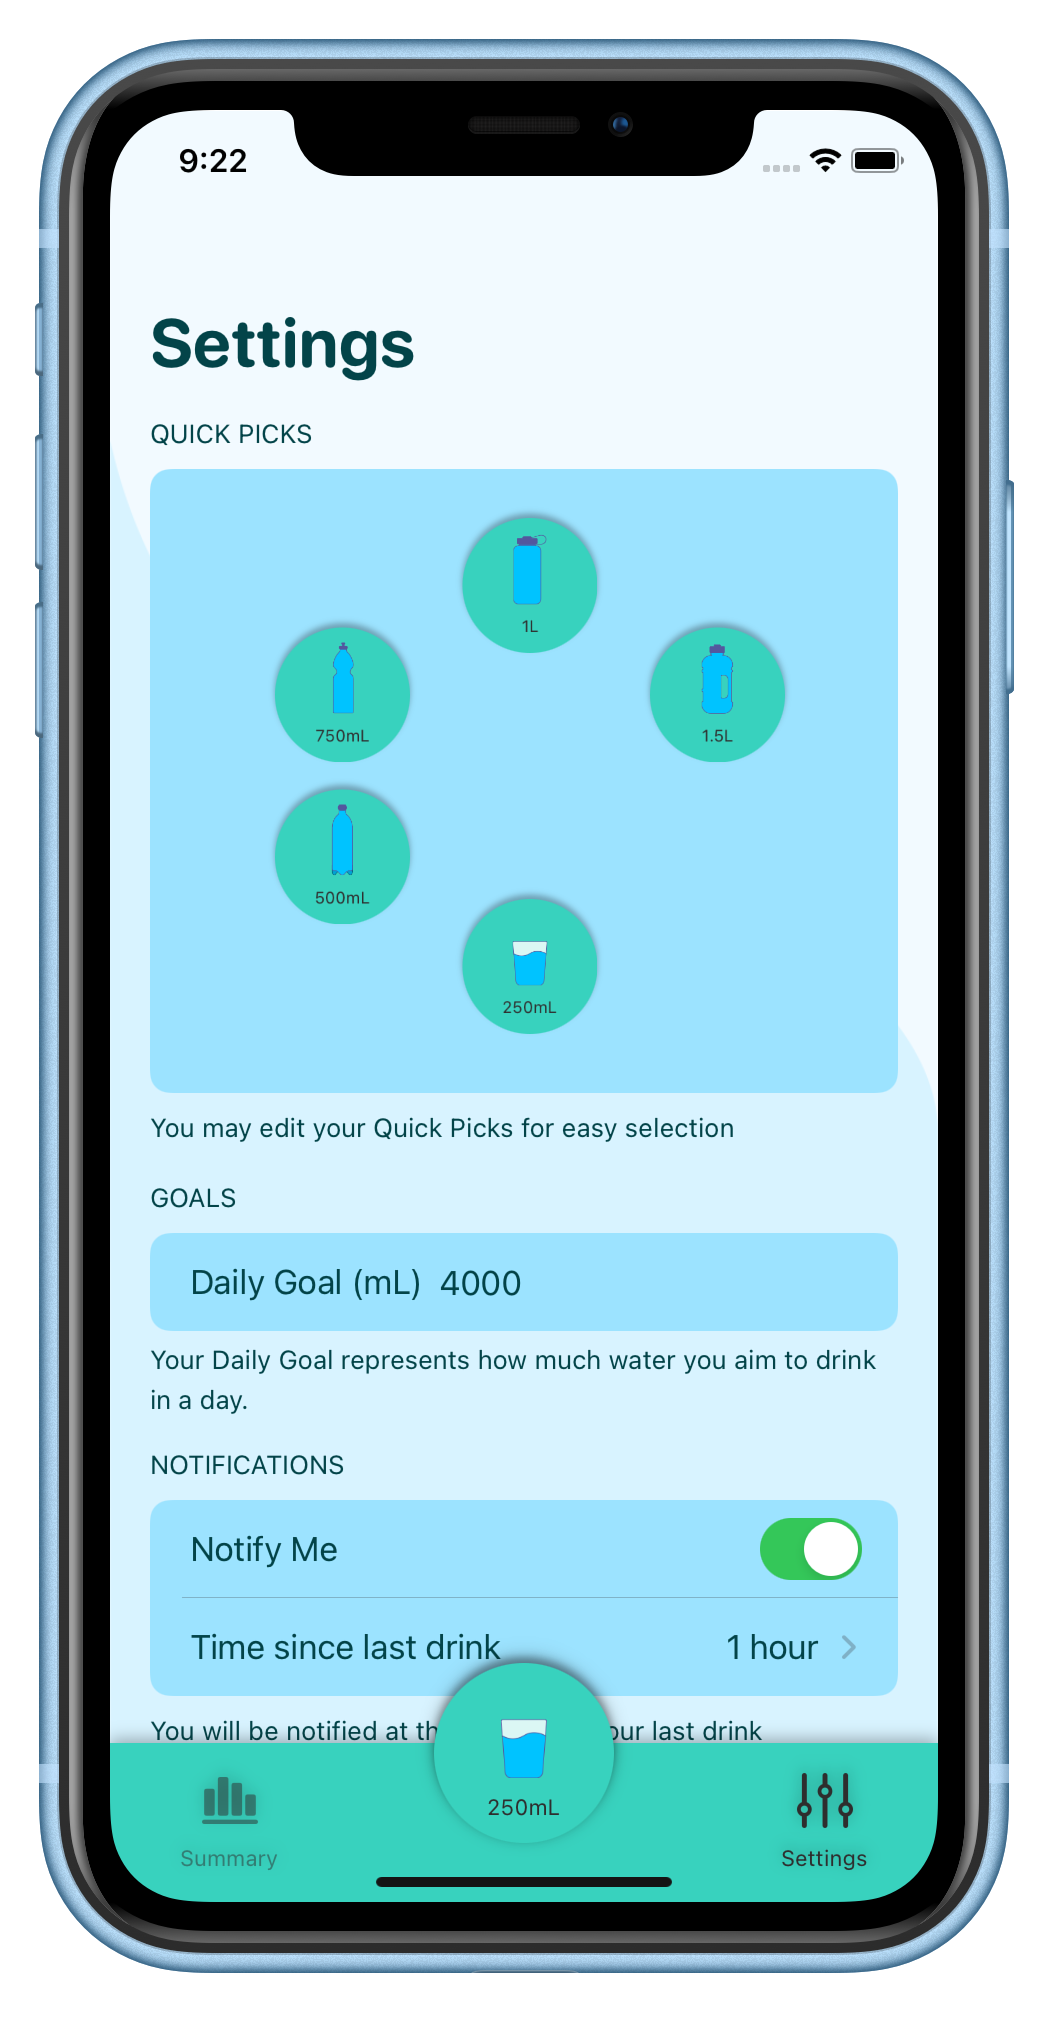 9:22
Settings
QUICK PICKS
1L
750mL
1.5L
500mL
250mL
You may edit your Quick Picks for easy selection
GOALS
Daily Goal (mL) 4000
Your Daily Goal represents how much water you aim to drink
in a day.
NOTIFICATIONS
Notify Me
Time since last drink 1 hour
You will be notified at last drink
250mL
Summary
Settings